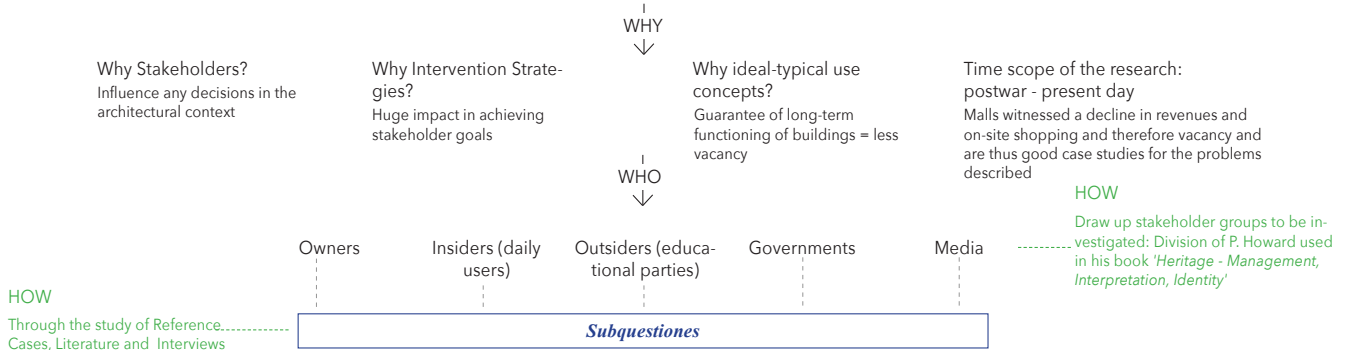 WHY
Why Stakeholders?
Influence any decisions in the
architectural context
Why Intervention Strate-
gies?
Huge impact in achieving
stakeholder goals
Why ideal-typical use
concepts?
Guarantee of long-term
functioning of buildings = less
vacancy
Time scope of the research:
postwar - present day
Malls witnessed a decline in revenues and
on-site shopping and therefore vacancy and
are thus good case studies for the problems
described
WHO
HOW
Draw up stakeholder groups to be in-
vestigated: Division of P. Howard used
in his book 'Heritage - Management,
Interpretation, Identity'
Owners
Insiders (daily
users)
Outsiders (educa-
tional parties)
Governments
Media
HOW
Through the study of Reference
Cases, Literature and Interviews
Subquestiones